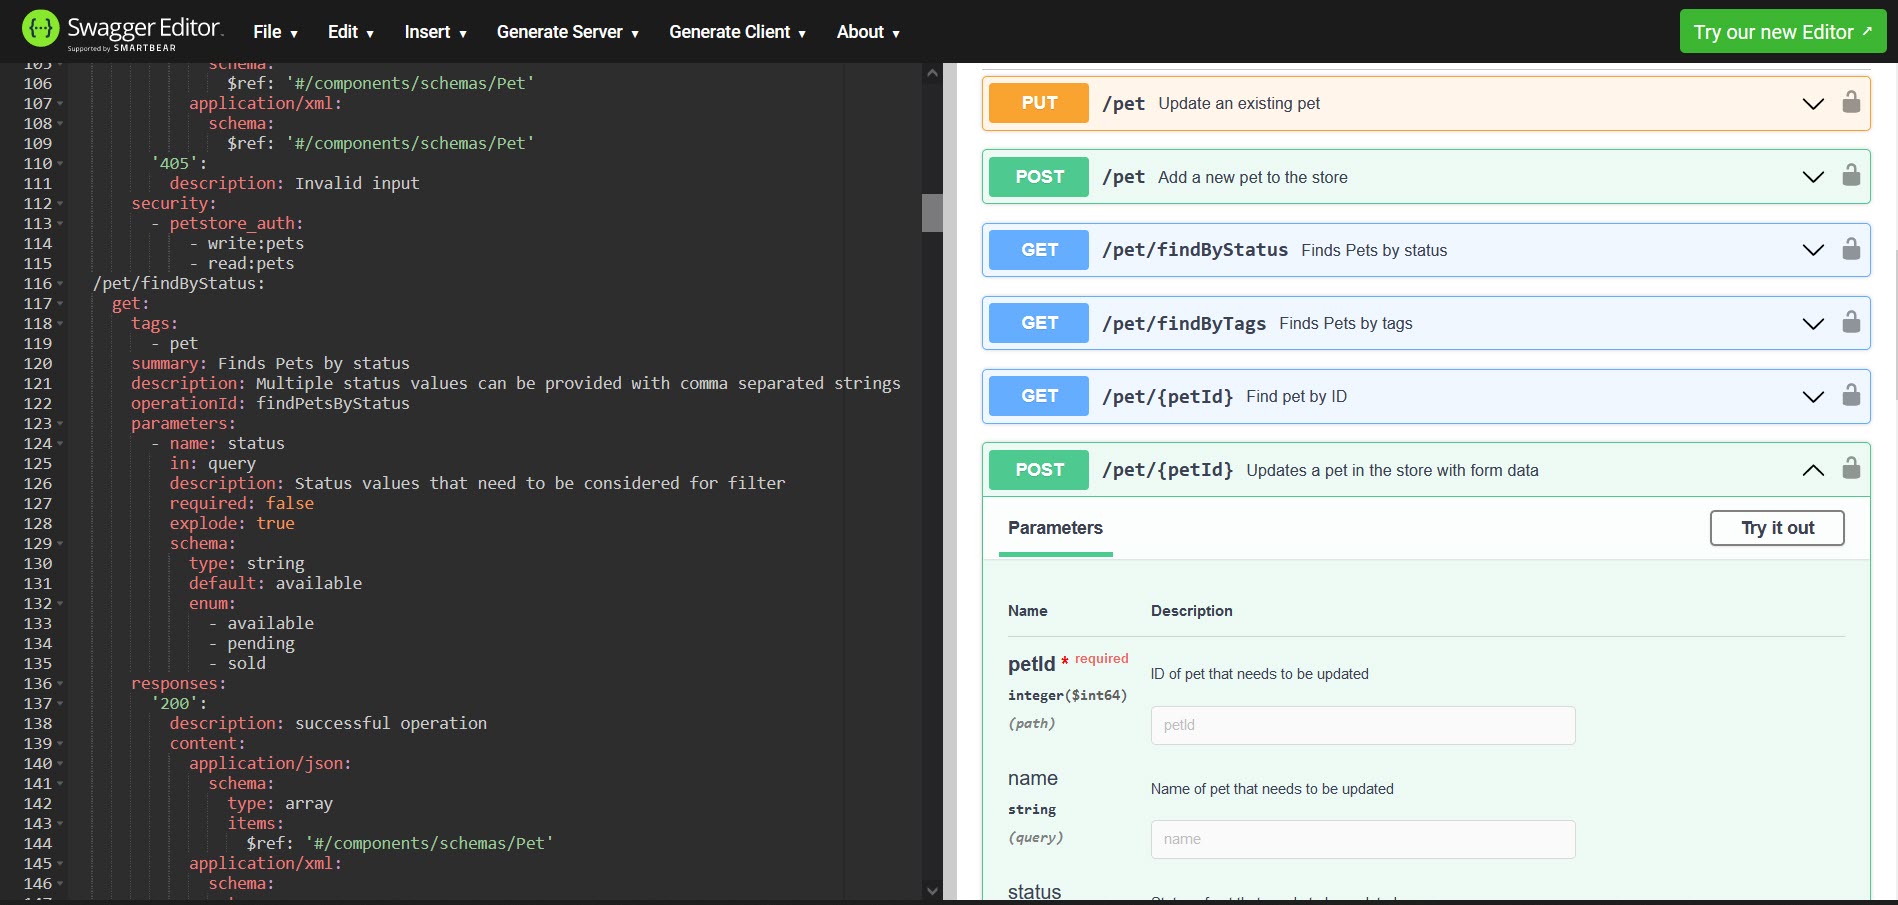 Swagger Editor
Supported by SMARTBEAR
File ▼ Edit ▼ Insert ▼ Generate Server ▼ Generate Client ▼ About ▼
Try our new Editor ↗
105 schema:
106 $ref: '#/components/schemas/Pet'
107 application/xml:
108 schema:
109 $ref: '#/components/schemas/Pet'
110 '405':
111 description: Invalid input
112 security:
113 - petstore_auth:
114 - write:pets
115 - read:pets
116 /pet/findByStatus:
117 get:
118 tags:
119 - pet
120 summary: Finds Pets by status
121 description: Multiple status values can be provided with comma separated strings
122 operationId: findPetsByStatus
123 parameters:
124 - name: status
125 in: query
126 description: Status values that need to be considered for filter
127 required: false
128 explode: true
129 schema:
130 type: string
131 default: available
132 enum:
133 - available
134 - pending
135 - sold
136 responses:
137 '200':
138 description: successful operation
139 content:
140 application/json:
141 schema:
142 type: array
143 items:
144 $ref: '#/components/schemas/Pet'
145 application/xml:
146 schema:
PUT /pet Update an existing pet
POST /pet Add a new pet to the store
GET /pet/findByStatus Finds Pets by status
GET /pet/findByTags Finds Pets by tags
GET /pet/{petId} Find pet by ID
POST /pet/{petId} Updates a pet in the store with form data
Parameters
Try it out
Name Description
petId * required
ID of pet that needs to be updated
integer($int64)
(path)
petId
name
Name of pet that needs to be updated
string
(query)
name
status